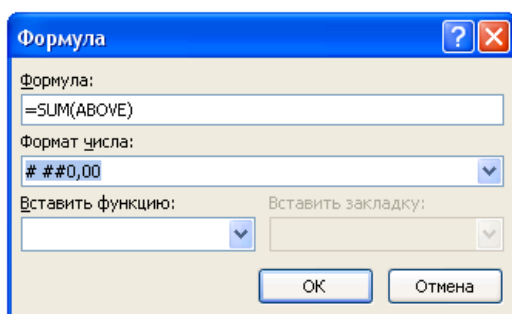 Формула
Формула:
=SUM(ABOVE)
Формат числа:
# ##0,00
Вставить функцию: Вставить закладку:
ОК Отмена